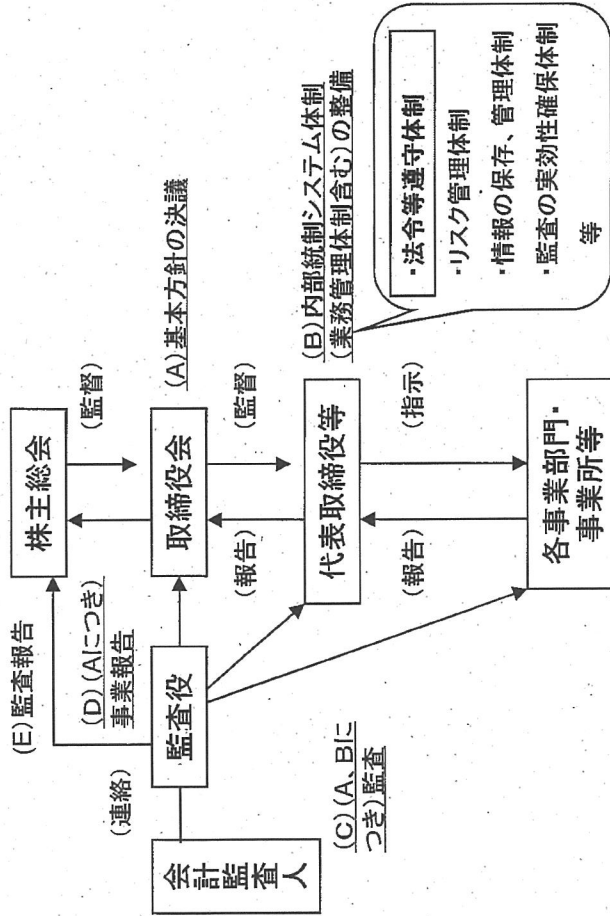 (E)監査報告
株主総会
(監督)
(D)(Aにつき)
事業報告
(連絡)
会計監査人
監査役
取締役会
(A)基本方針の決議
(報告)
(監督)
(C)(A、Bに
つき)監査
代表取締役等
(B)内部統制システム体制
(業務管理体制含む)の整備
(報告)
(指示)
・法令等遵守体制
・リスク管理体制
・情報の保存、管理体制
・監査の実効性確保体制
等
各事業部門・
事業所等